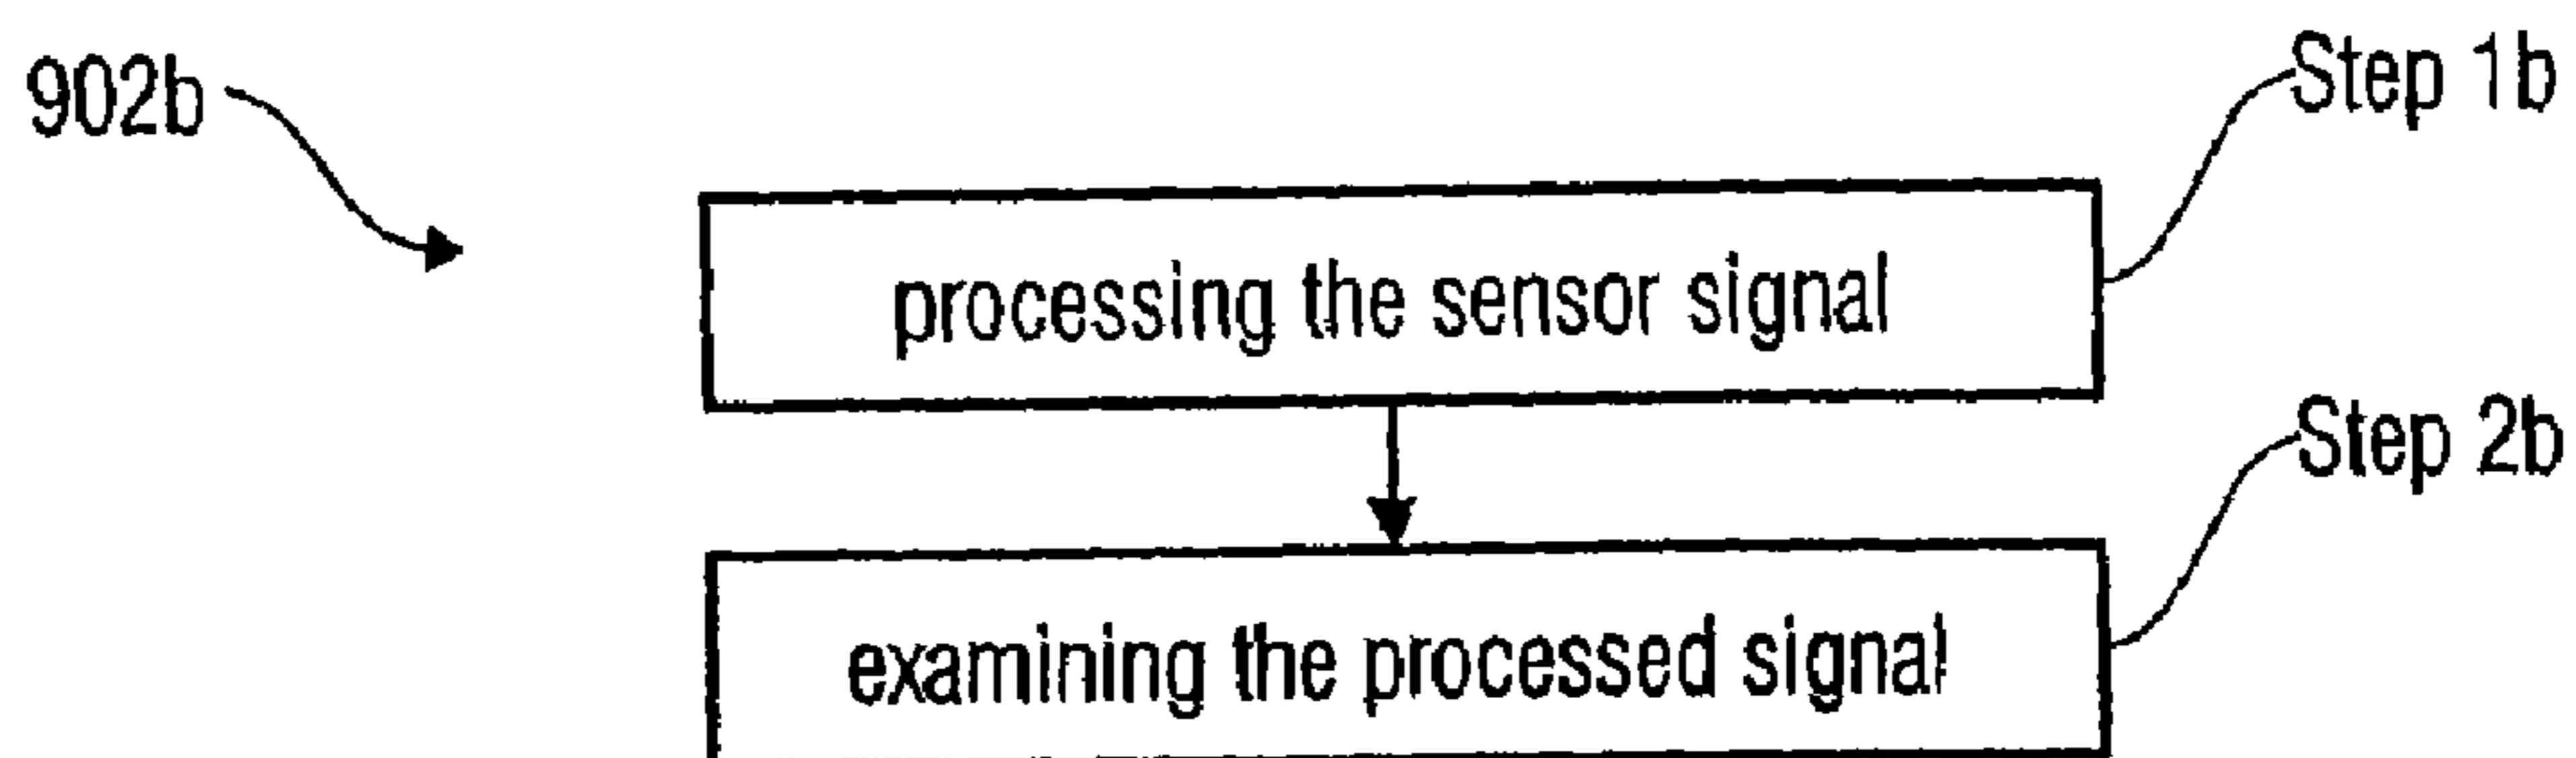 902b
Step 1b
processing the sensor signal
Step 2b
examining the processed signal